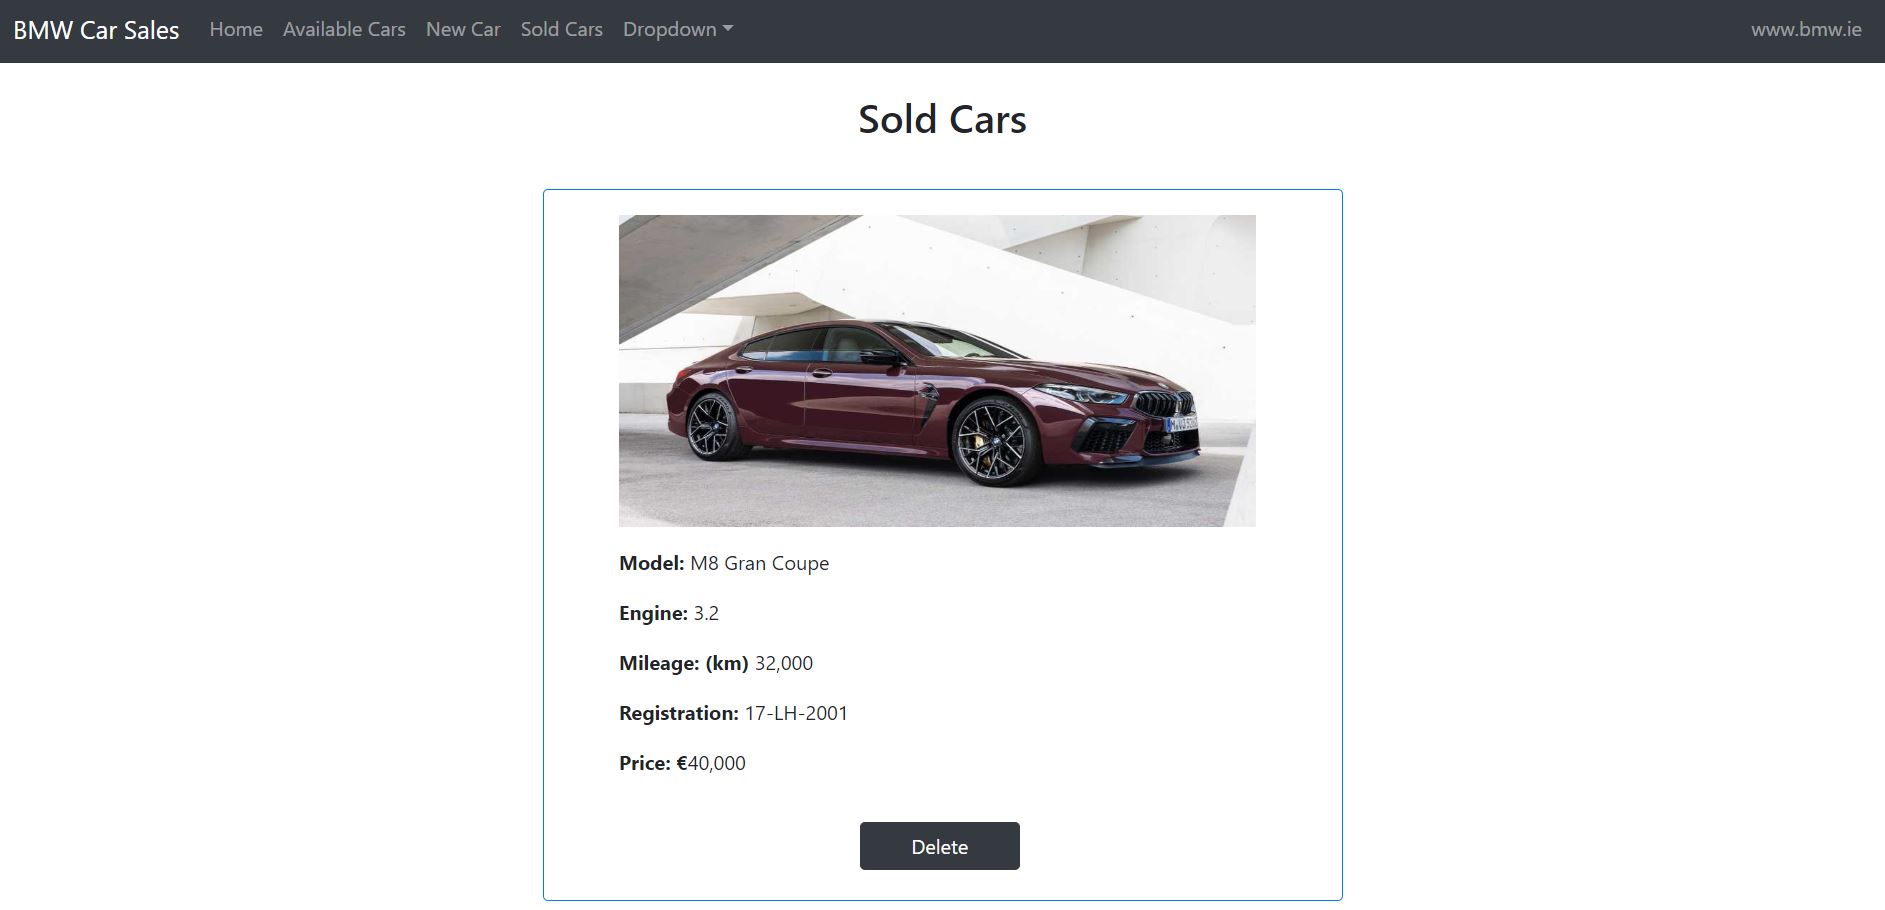 BMW Car Sales Home Available Cars New Car Sold Cars Dropdown www.bmw.ie
Sold Cars
Model: M8 Gran Coupe
Engine: 3.2
Mileage: (km) 32,000
Registration: 17-LH-2001
Price: €40,000
Delete